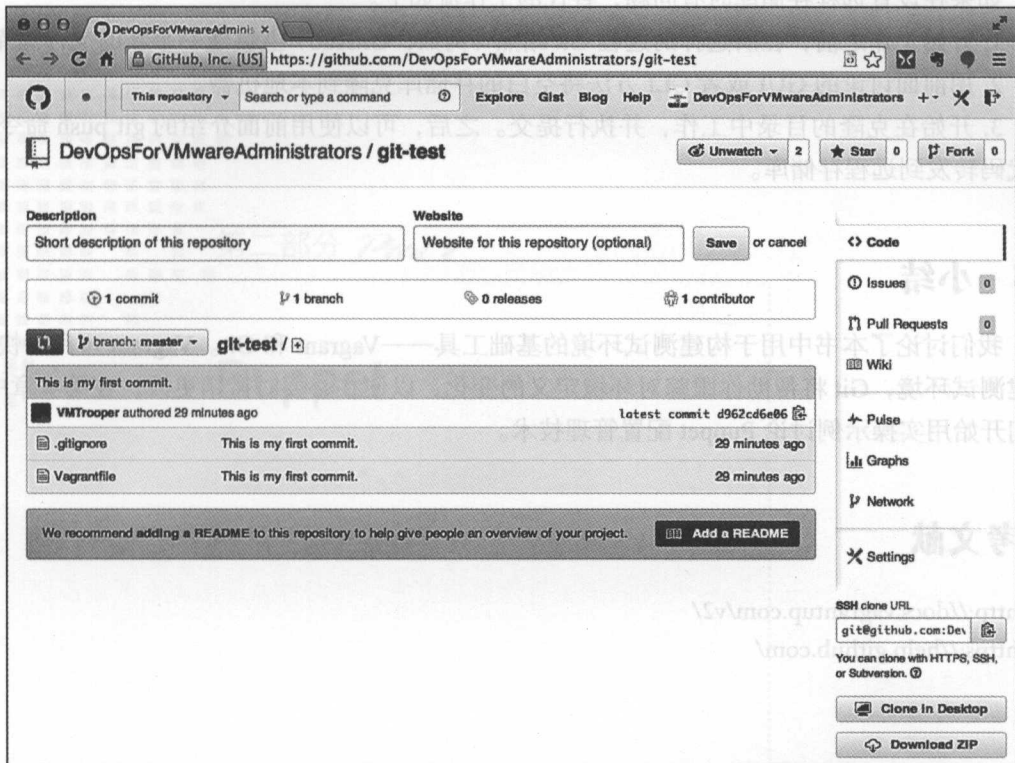 DevOpsForVMwareAdminis ×
GitHub, Inc. [US] https://github.com/DevOpsForVMwareAdministrators/git-test
This repository Search or type a command Explore Gist Blog Help DevOpsForVMwareAdministrators
DevOpsForVMwareAdministrators / git-test
Unwatch 2 Star 0 Fork 0
Description Website
Short description of this repository Website for this repository (optional) Save or cancel
1 commit 1 branch 0 releases 1 contributor
branch: master git-test /
This is my first commit.
VMTrooper authored 29 minutes ago latest commit d962cd6e06
.gitignore This is my first commit. 29 minutes ago
Vagrantfile This is my first commit. 29 minutes ago
We recommend adding a README to this repository to help give people an overview of your project. Add a README
Code
Issues 0
Pull Requests 0
Wiki
Pulse
Graphs
Network
Settings
SSH clone URL
git@github.com:Dev
You can clone with HTTPS, SSH,
or Subversion.
Clone in Desktop
Download ZIP